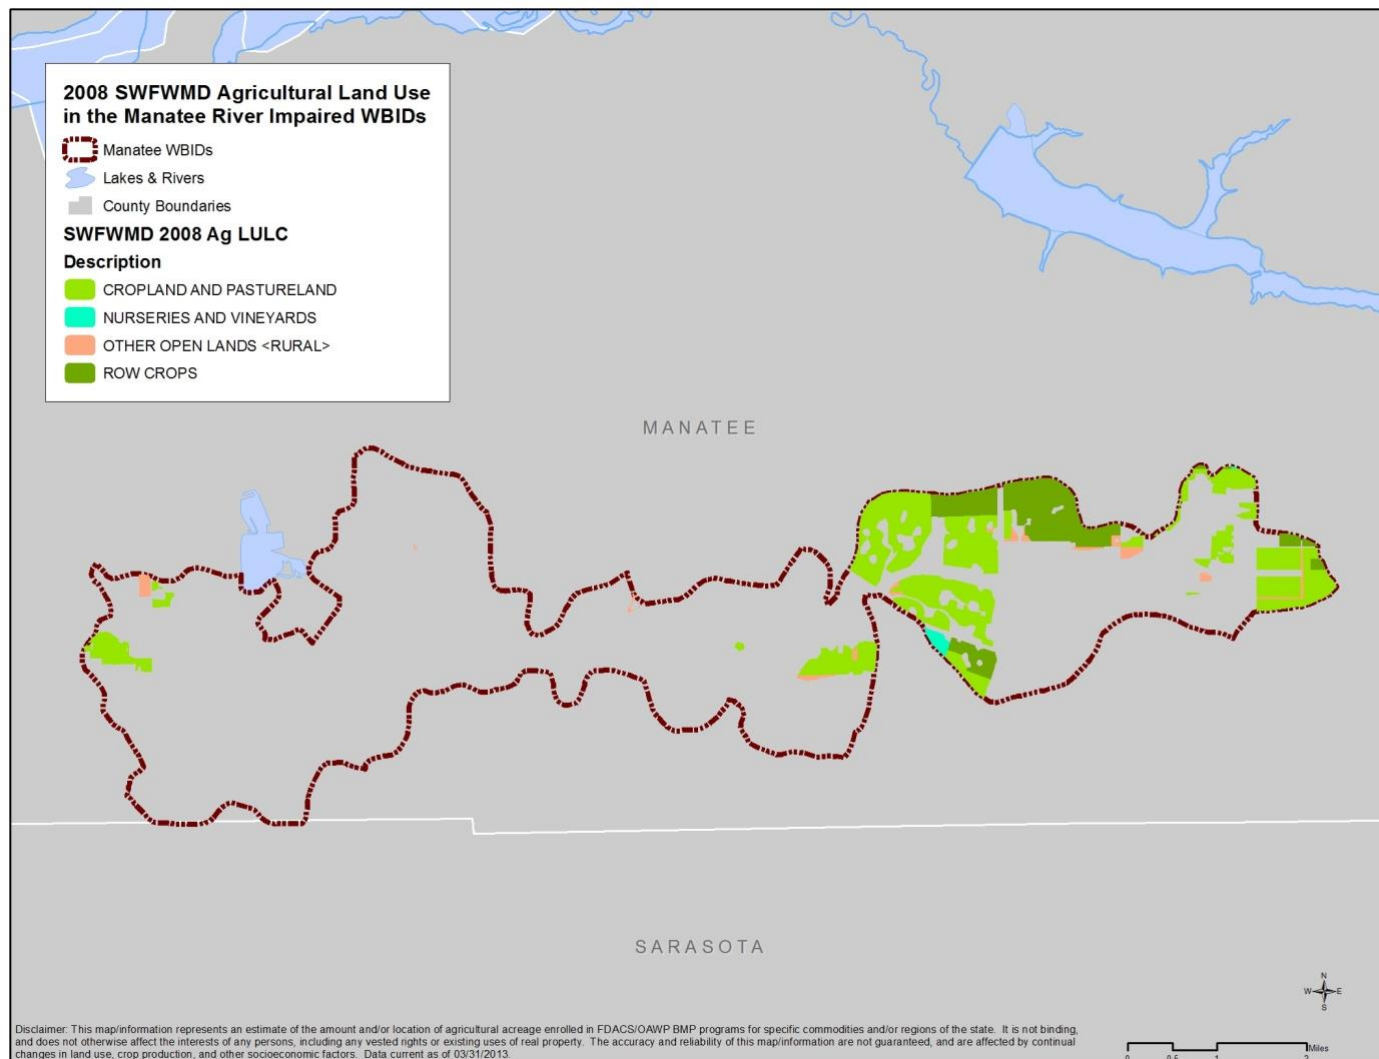 2008 SWFWMD Agricultural Land Use
in the Manatee River Impaired WBIDs
Manatee WBIDs
Lakes & Rivers
County Boundaries
SWFWMD 2008 Ag LULC
Description
CROPLAND AND PASTURELAND
NURSERIES AND VINEYARDS
OTHER OPEN LANDS <RURAL>
ROW CROPS
MANATEE
SARASOTA
N
W E
S
Disclaimer: This map/information represents an estimate of the amount and/or location of agricultural acreage enrolled in FDACS/OAWP BMP programs for specific commodities and/or regions of the state. It is not binding,
and does not otherwise affect the interests of any persons, including any vested rights or existing uses of real property. The accuracy and reliability of this map/information are not guaranteed, and are affected by continual
changes in land use, crop production, and other socioeconomic factors. Data current as of 03/31/2013.
Miles
0 0.5 1 2